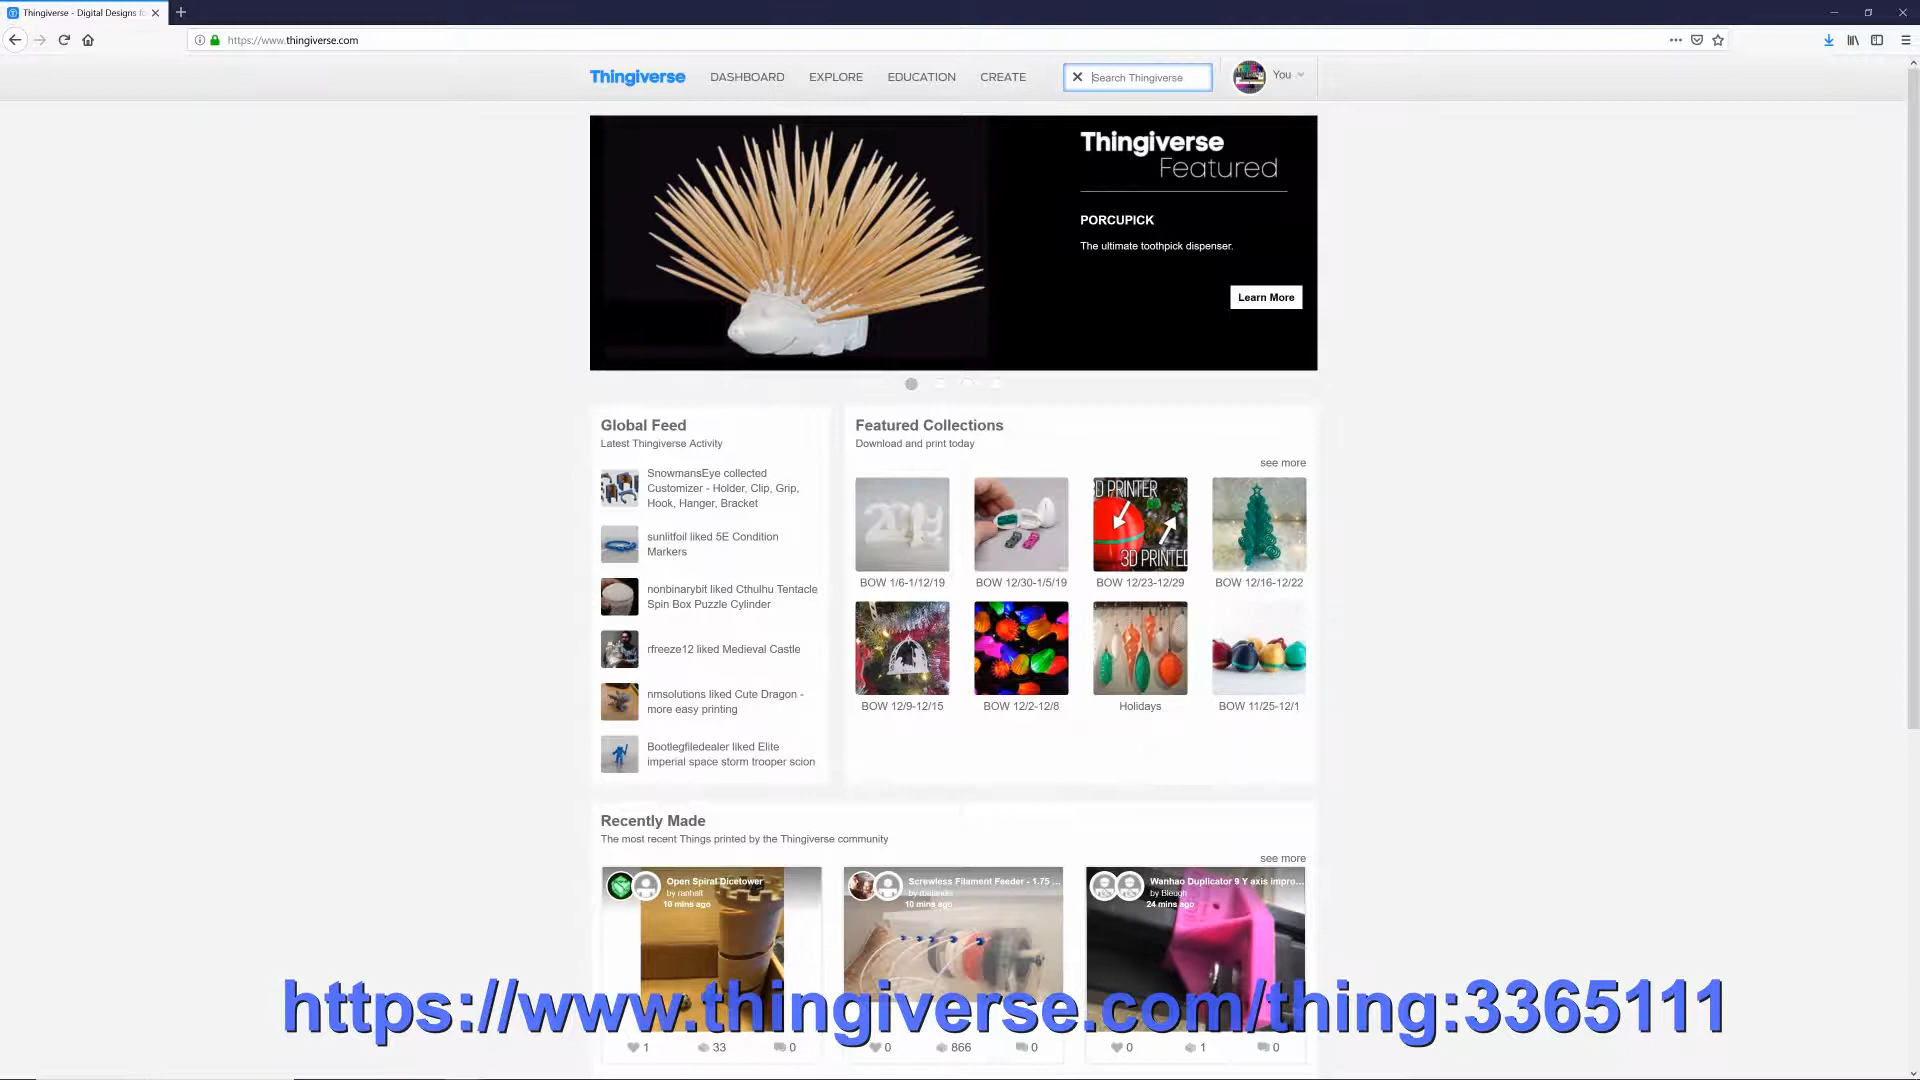 Thingiverse - Digital Designs fo
https://www.thingiverse.com
Thingiverse
DASHBOARD
EXPLORE
EDUCATION
CREATE
Search Thingiverse
You
Thingiverse
Featured
PORCUPICK
The ultimate toothpick dispenser.
Learn More
Global Feed
Latest Thingiverse Activity
SnowmansEye collected
Customizer - Holder, Clip, Grip,
Hook, Hanger, Bracket
sunlitfoil liked 5E Condition
Markers
nonbinarybit liked Cthulhu Tentacle
Spin Box Puzzle Cylinder
rfreeze12 liked Medieval Castle
nmsolutions liked Cute Dragon -
more easy printing
Bootlegfiledealer liked Elite
imperial space storm trooper scion
Featured Collections
Download and print today
see more
2019
3D PRINTER
3D PRINTED
BOW 1/6-1/12/19
BOW 12/30-1/5/19
BOW 12/23-12/29
BOW 12/16-12/22
BOW 12/9-12/15
BOW 12/2-12/8
Holidays
BOW 11/25-12/1
Recently Made
The most recent Things printed by the Thingiverse community
see more
Open Spiral Dicetower
by ranhalt
10 mins ago
Screwless Filament Feeder - 1.75 ...
10 mins ago
Wanhao Duplicator 9 Y axis impro...
by Bleugh
24 mins ago
https://www.thingiverse.com/thing:3365111
1
33
0
0
866
0
0
1
0